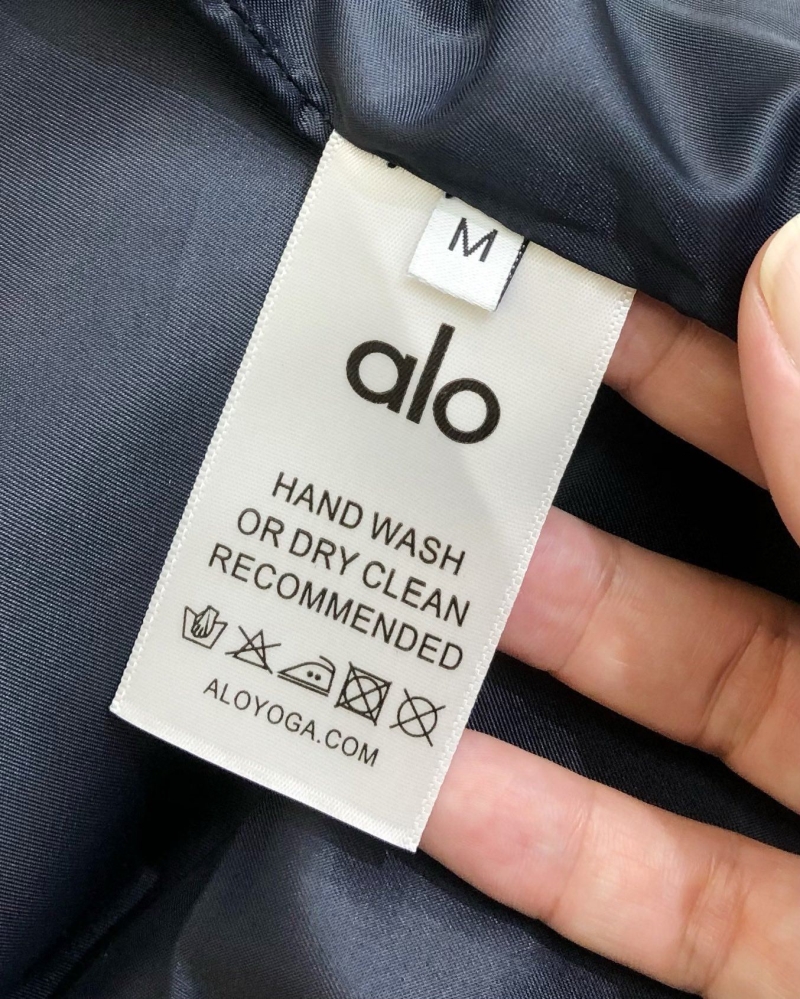 M
alo
HAND WASH
OR DRY CLEAN
RECOMMENDED
ALOYOGA.COM